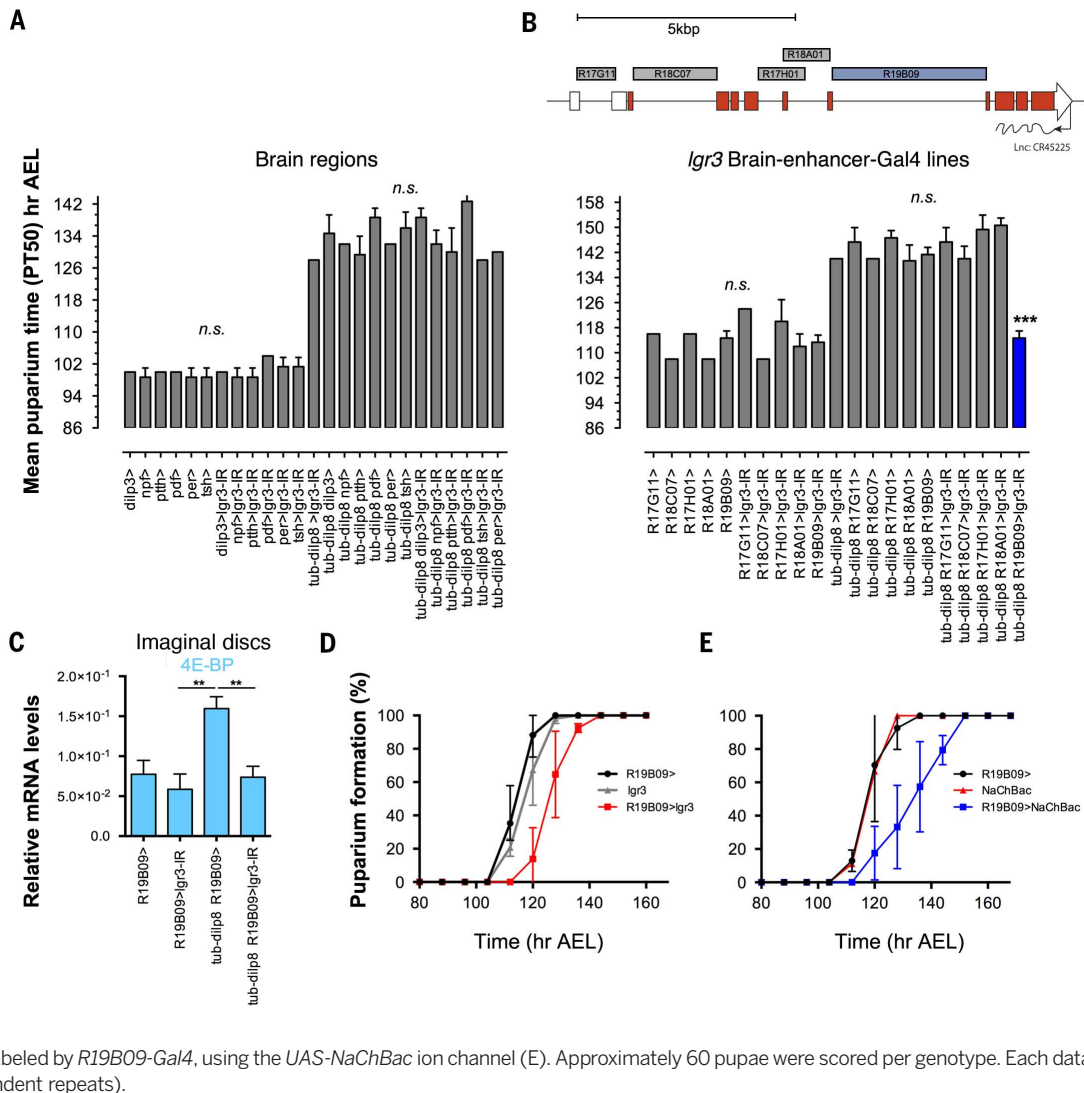 A
B
5kbp
R18A01
R17G11
R18C07
R17H01
R19B09
Lnc: CR45225
Brain regions
lgr3 Brain-enhancer-Gal4 lines
Mean puparium time (PT50) hr AEL
142
134
126
118
110
102
94
86
n.s.
n.s.
dilp3>
npf>
ptth>
pdf>
per>
tsh>
dilp3>lgr3-IR
npf>lgr3-IR
ptth>lgr3-IR
pdf>lgr3-IR
per>lgr3-IR
tsh>lgr3-IR
tub-dilp8 >lgr3-IR
tub-dilp8 dilp3>
tub-dilp8 npf>
tub-dilp8 ptth>
tub-dilp8 pdf>
tub-dilp8 per>
tub-dilp8 tsh>
tub-dilp8 dilp3>lgr3-IR
tub-dilp8 npf>lgr3-IR
tub-dilp8 ptth>lgr3-IR
tub-dilp8 pdf>lgr3-IR
tub-dilp8 tsh>lgr3-IR
tub-dilp8 per>lgr3-IR
158
150
142
134
126
118
110
102
94
86
n.s.
n.s.
***
R17G11>
R18C07>
R17H01>
R18A01>
R19B09>
R17G11>lgr3-IR
R18C07>lgr3-IR
R17H01>lgr3-IR
R18A01>lgr3-IR
R19B09>lgr3-IR
tub-dilp8 >lgr3-IR
tub-dilp8 R17G11>
tub-dilp8 R18C07>
tub-dilp8 R17H01>
tub-dilp8 R18A01>
tub-dilp8 R19B09>
tub-dilp8 R17G11>lgr3-IR
tub-dilp8 R18C07>lgr3-IR
tub-dilp8 R17H01>lgr3-IR
tub-dilp8 R18A01>lgr3-IR
tub-dilp8 R19B09>lgr3-IR
C
Imaginal discs
4E-BP
Relative mRNA levels
2.0×10-1
1.5×10-1
1.0×10-1
5.0×10-2
0.0
**
**
R19B09>
R19B09>lgr3-IR
tub-dilp8 R19B09>
tub-dilp8 R19B09>lgr3-IR
D
Puparium formation (%)
100
80
60
40
20
0
80
100
120
140
160
Time (hr AEL)
R19B09>
lgr3
R19B09>lgr3
E
100
80
60
40
20
0
80
100
120
140
160
Time (hr AEL)
R19B09>
NaChBac
R19B09>NaChBac
abeled by R19B09-Gal4, using the UAS-NaChBac ion channel (E). Approximately 60 pupae were scored per genotype. Each data
ndent repeats).